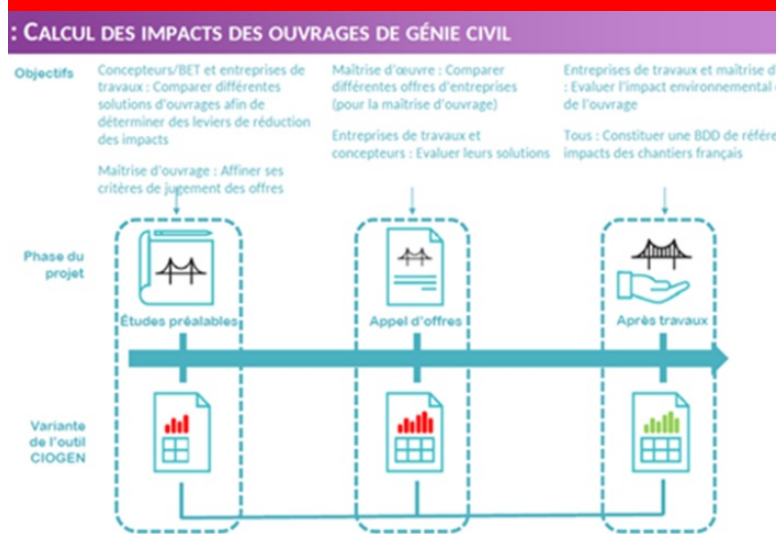 : CALCUL DES IMPACTS DES OUVRAGES DE GÉNIE CIVIL
Objectifs
Concepteurs/BET et entreprises de
travaux : Comparer différentes
solutions d'ouvrages afin de
déterminer des leviers de réduction
des impacts
Maîtrise d'ouvrage : Affiner ses
critères de jugement des offres
Maîtrise d'œuvre : Comparer
différentes offres d'entreprises
(pour la maîtrise d'ouvrage)
Entreprises de travaux et
concepteurs : Evaluer leurs solutions
Entreprises de travaux et maîtrise
: Evaluer l'impact environnemental
de l'ouvrage
Tous : Constituer une BDD de
impacts des chantiers français
Phase du
projet
Études préalables
Appel d'offres
Après travaux
Variante
de l'outil
CIOGEN